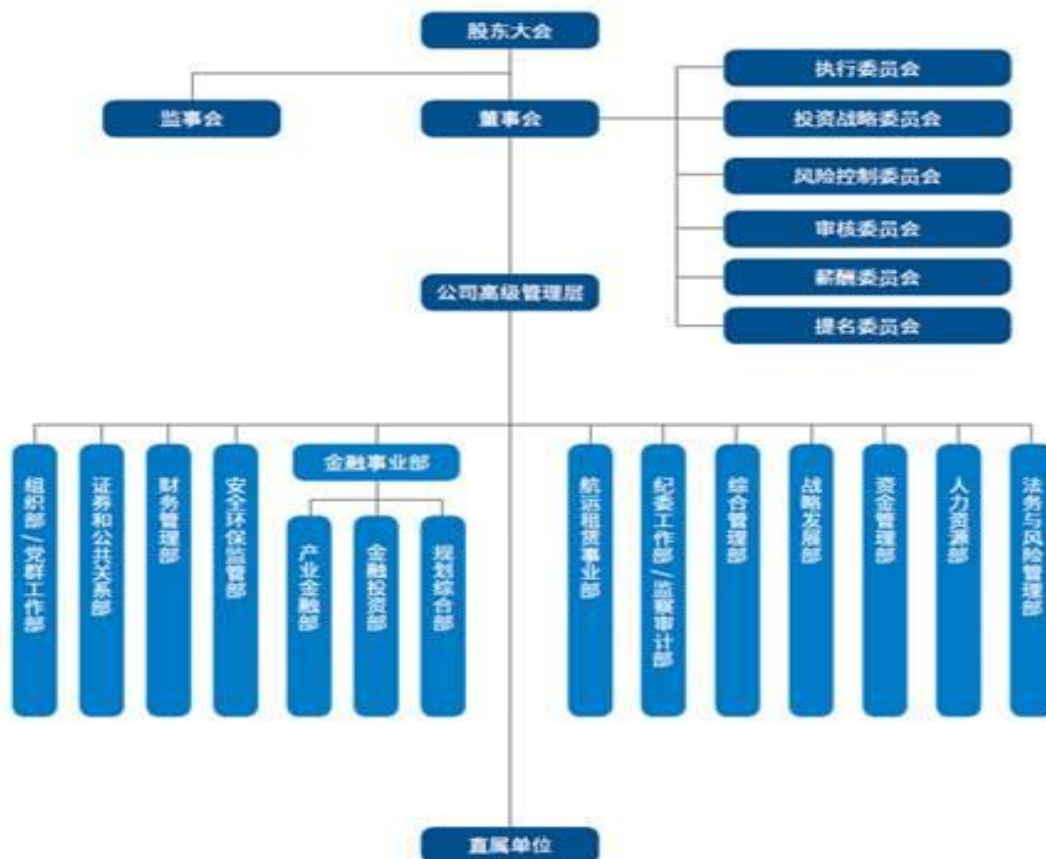 股东大会
监事会
董事会
执行委员会
投资战略委员会
风险控制委员会
审核委员会
薪酬委员会
提名委员会
公司高级管理层
组织部/党群工作部
证券和公共关系部
财务管理部
安全环保监管部
金融事业部
产业金融部
金融投资部
规划综合部
航运租赁事业部
纪委工作部/监察审计部
综合管理部
战略发展部
资金管理部
人力资源部
法务与风险管理部
直属单位